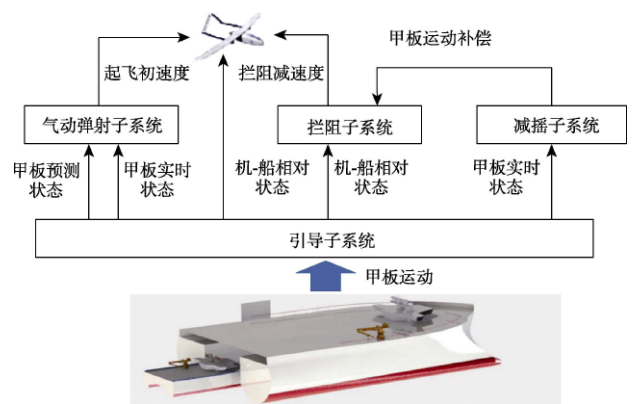 甲板运动补偿
起飞初速度
拦阻减速度
气动弹射子系统
拦阻子系统
减摇子系统
甲板预测
状态
甲板实时
状态
机-船相对
状态
机-船相对
状态
甲板实时
状态
引导子系统
甲板运动